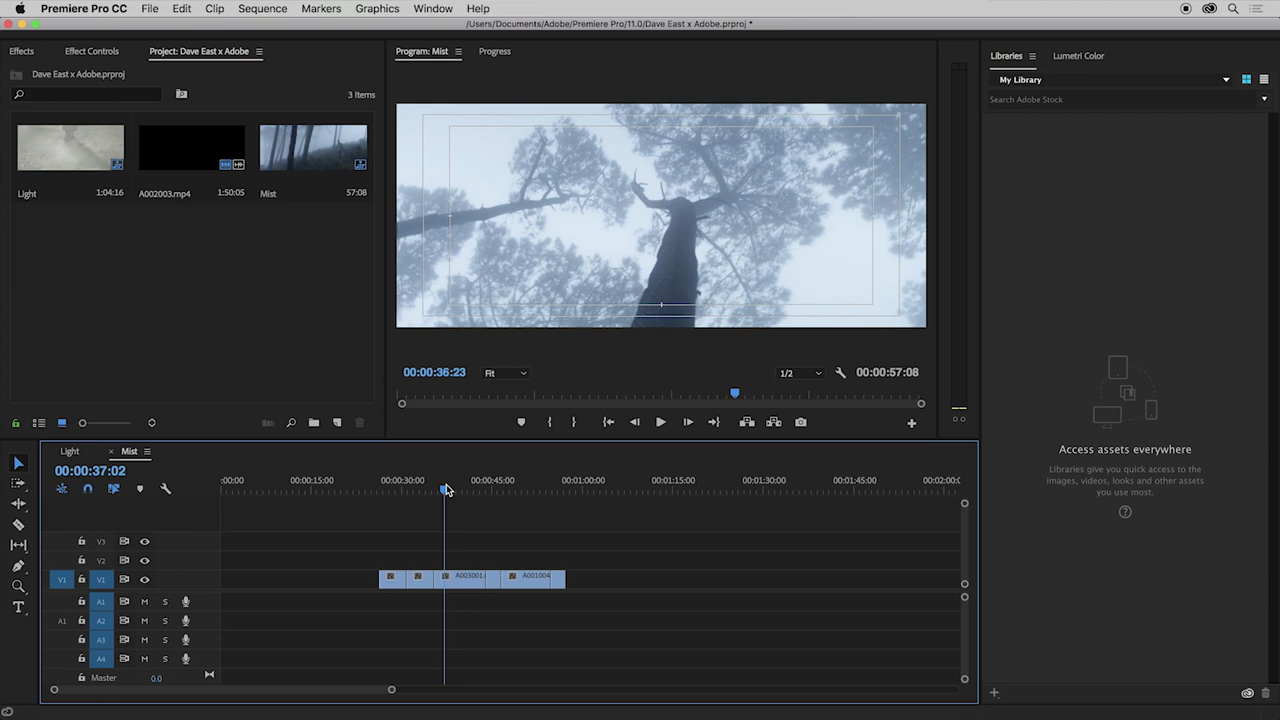 Premiere Pro CC File Edit Clip Sequence Markers Graphics Window Help
/Users/Documents/Adobe/Premiere Pro/11.0/Dave East x Adobe.prproj *
Effects Effect Controls Project: Dave East x Adobe
Dave East x Adobe.prproj
3 Items
Light 1:04:16
A002003.mp4 1:50:05
Mist 57:08
Program: Mist Progress
00:00:36:23 Fit 1/2 00:00:57:08
Libraries Lumetri Color
My Library
Search Adobe Stock
Access assets everywhere
Libraries give you quick access to the
images, videos, looks and other assets
you use most.
Light × Mist
00:00:37:02
:00:00 00:00:15:00 00:00:30:00 00:00:45:00 00:01:00:00 00:01:15:00 00:01:30:00 00:01:45:00 00:02:00:0
V3
V2
V1 V1 A003001. A001004
A1 M S
A1 A2 M S
A3 M S
A4 M S
Master 0.0